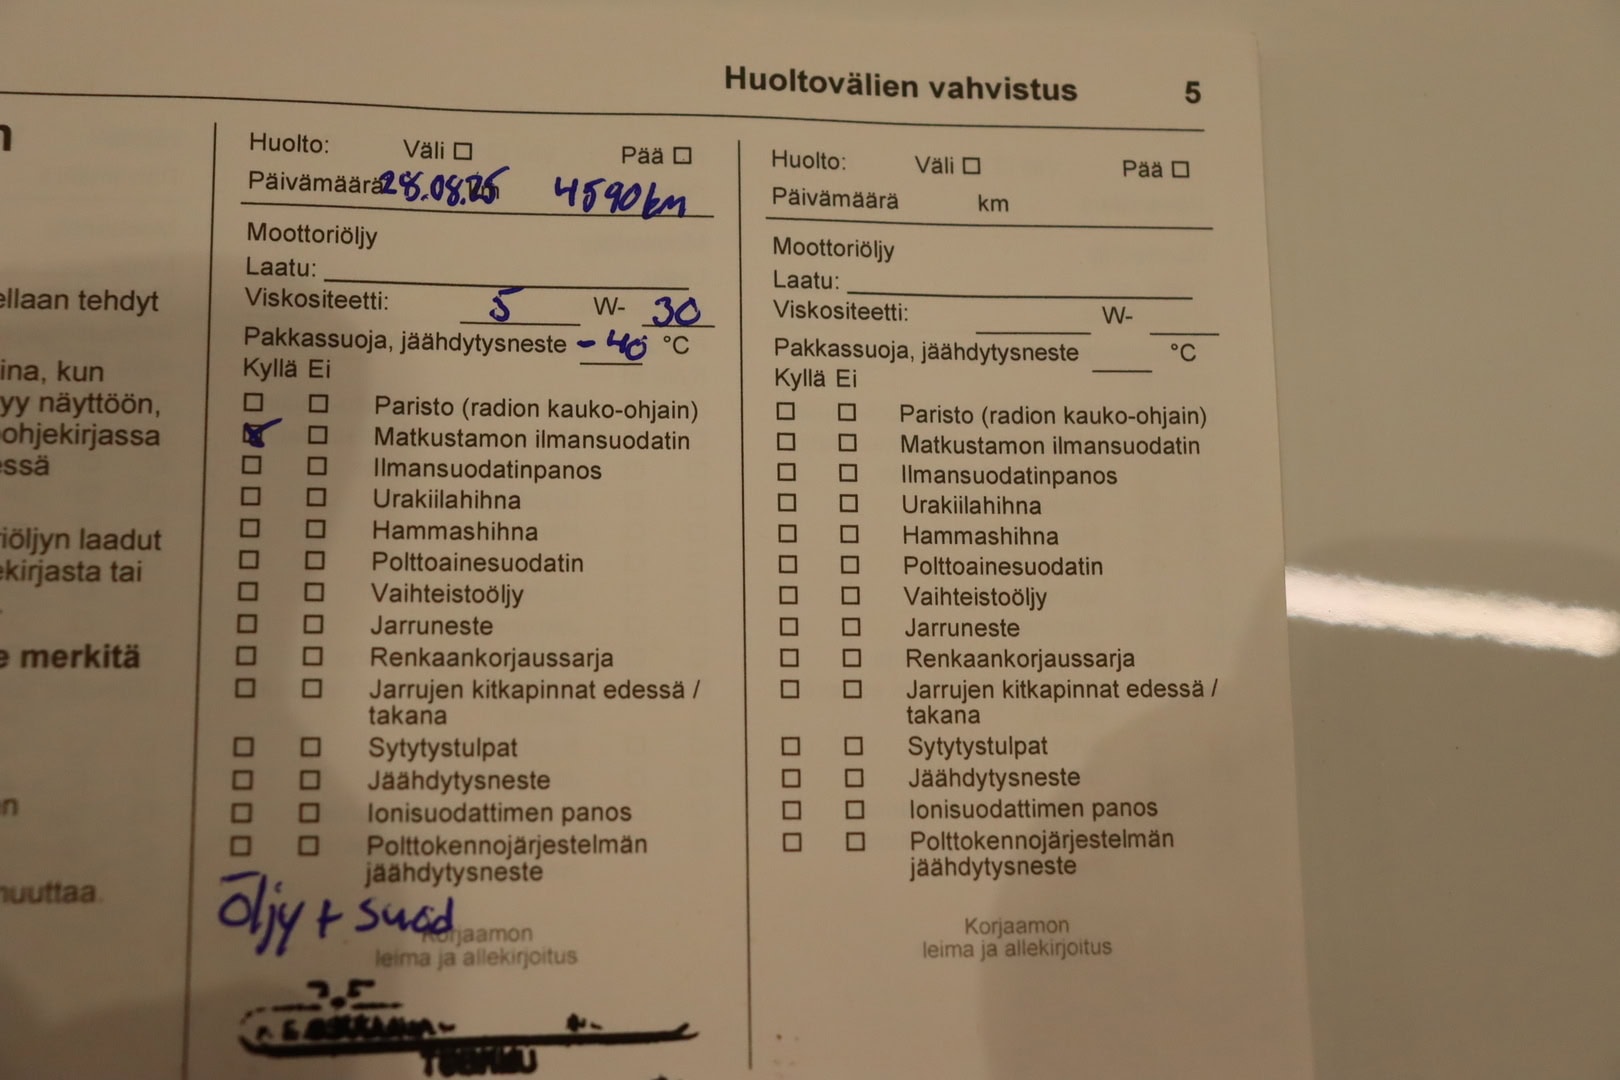 Huoltovälien vahvistus 5
ellaan tehdyt
ina, kun
yy näyttöön,
ohjekirjassa
essä
iöljyn laadut
ekirjasta tai
e merkitä
n
nuuttaa.
Huolto: Väli Pää
Päivämäärä 28.08.25 4590km
Moottoriöljy
Laatu:
Viskositeetti: 5 W- 30
Pakkassuoja, jäähdytysneste -40 °C
Kyllä Ei
Paristo (radion kauko-ohjain)
Matkustamon ilmansuodatin
Ilmansuodatinpanos
Urakiilahihna
Hammashihna
Polttoainesuodatin
Vaihteistoöljy
Jarruneste
Renkaankorjaussarja
Jarrujen kitkapinnat edessä /
takana
Sytytystulpat
Jäähdytysneste
Ionisuodattimen panos
Polttokennojärjestelmän
jäähdytysneste
Öljy + suod
Korjaamon
leima ja allekirjoitus
Huolto: Väli Pää
Päivämäärä km
Moottoriöljy
Laatu:
Viskositeetti: W-
Pakkassuoja, jäähdytysneste °C
Kyllä Ei
Paristo (radion kauko-ohjain)
Matkustamon ilmansuodatin
Ilmansuodatinpanos
Urakiilahihna
Hammashihna
Polttoainesuodatin
Vaihteistoöljy
Jarruneste
Renkaankorjaussarja
Jarrujen kitkapinnat edessä /
takana
Sytytystulpat
Jäähdytysneste
Ionisuodattimen panos
Polttokennojärjestelmän
jäähdytysneste
Korjaamon
leima ja allekirjoitus